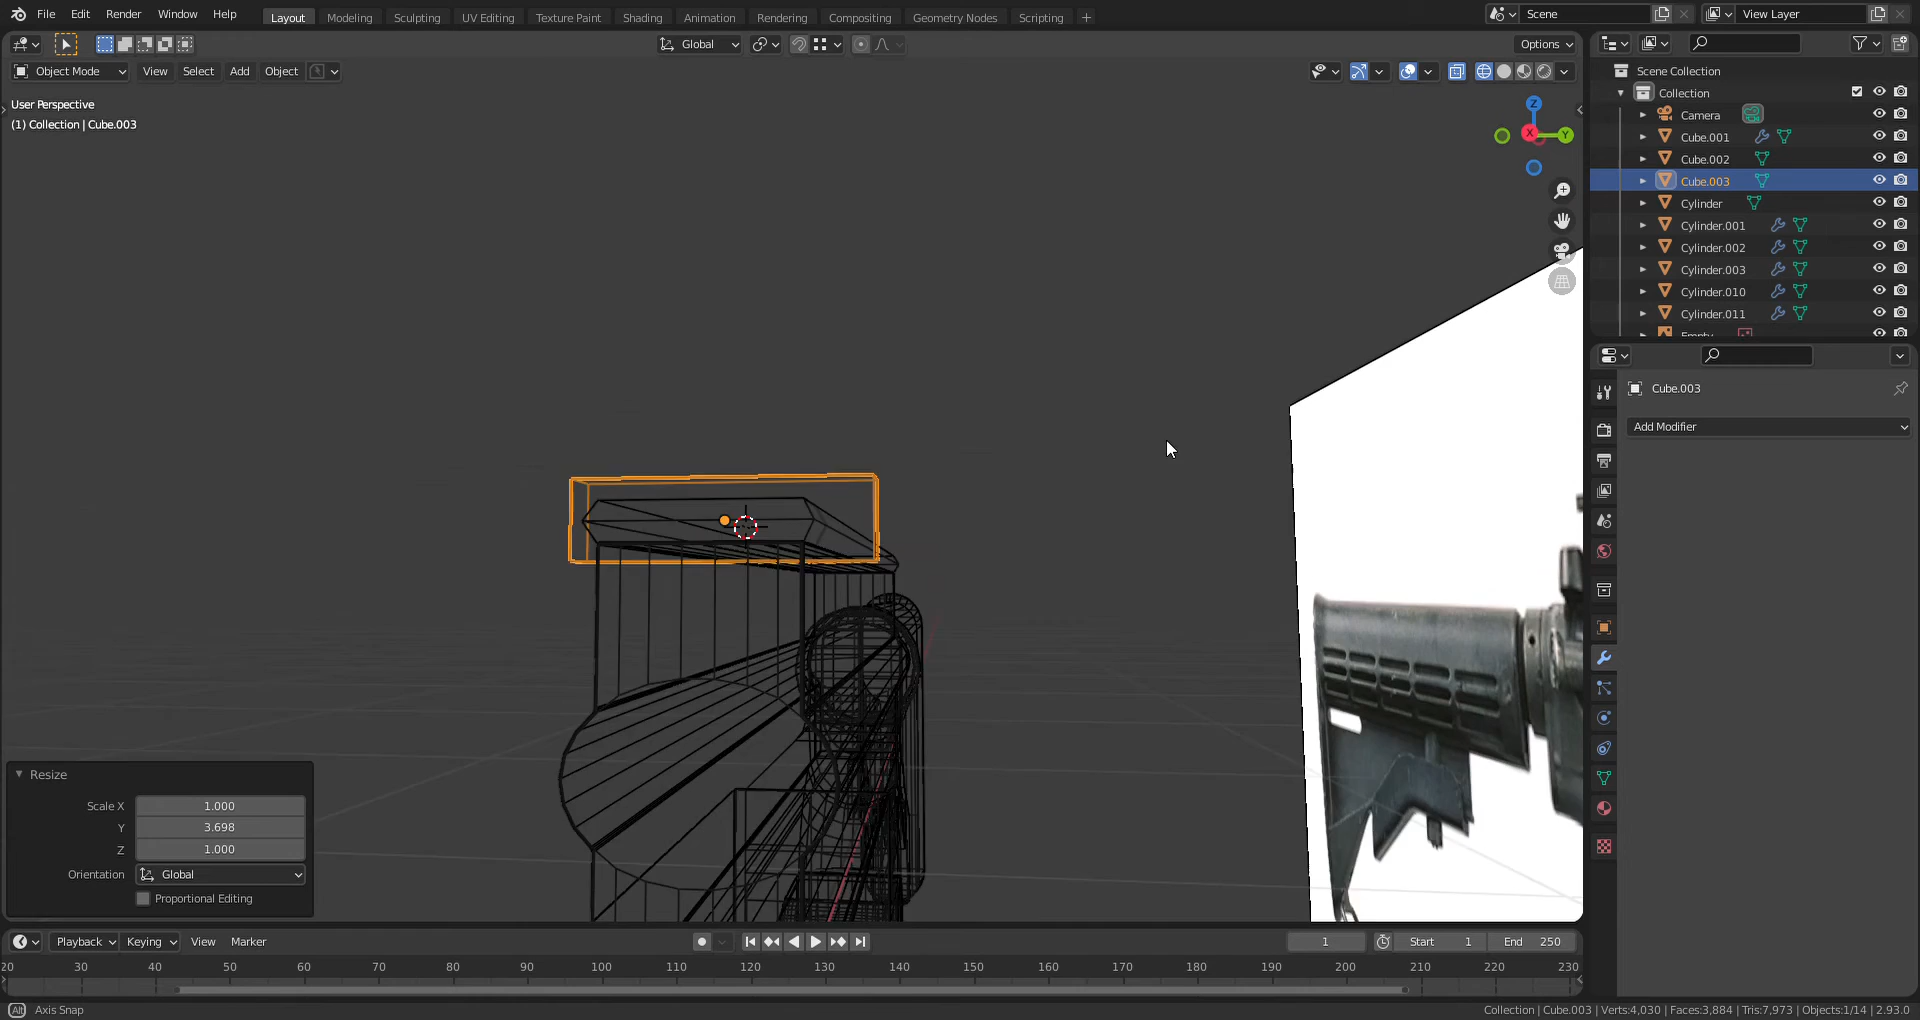 File Edit Render Window Help Layout Modeling Sculpting UV Editing Texture Paint Shading Animation Rendering Compositing Geometry Nodes Scripting + Scene View Layer
Global Options
Object Mode View Select Add Object
User Perspective
(1) Collection | Cube.003
Z
X Y
Scene Collection
Collection
Camera
Cube.001
Cube.002
Cube.003
Cylinder
Cylinder.001
Cylinder.002
Cylinder.003
Cylinder.010
Cylinder.011
Empty
Cube.003
Add Modifier
Resize
Scale X 1.000
Y 3.698
Z 1.000
Orientation Global
Proportional Editing
Playback Keying View Marker 1 Start 1 End 250
20 30 40 50 60 70 80 90 100 110 120 130 140 150 160 170 180 190 200 210 220 230
Alt Axis Snap Collection | Cube.003 | Verts:4,030 | Faces:3,884 | Tris:7,973 | Objects:1/14 | 2.93.0